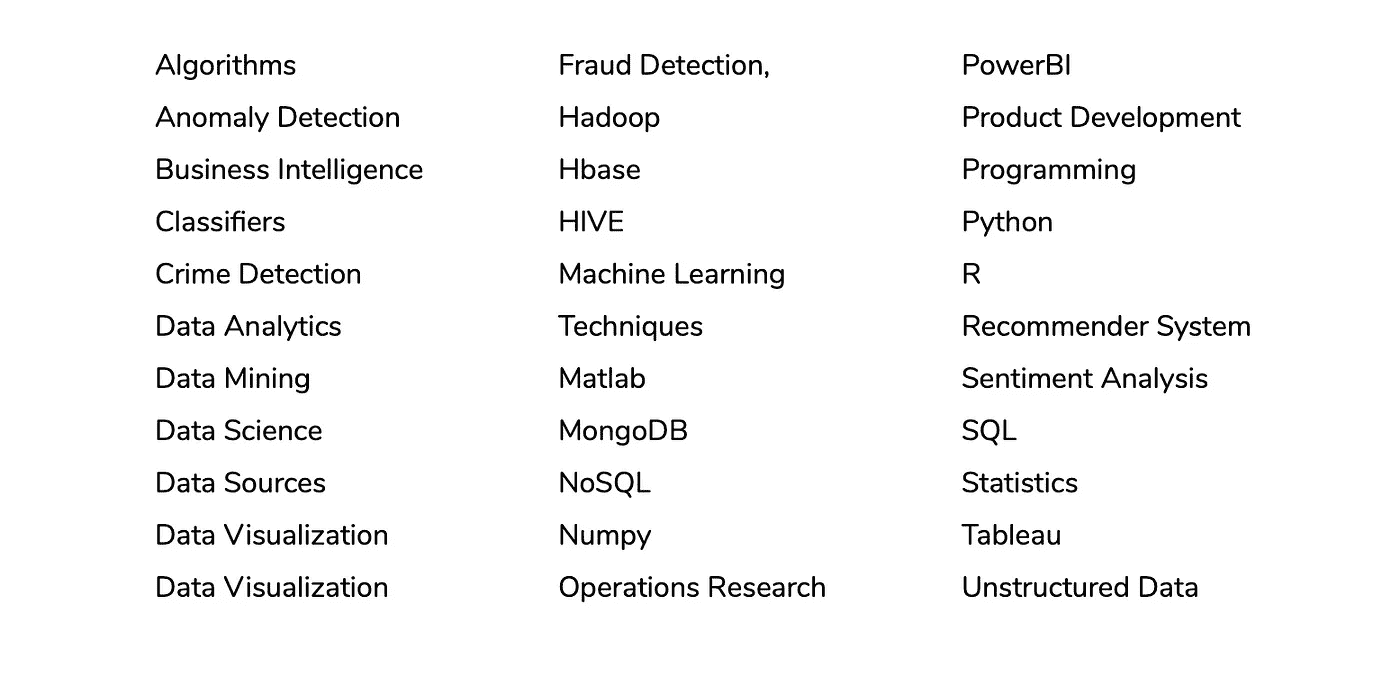 Algorithms
Anomaly Detection
Business Intelligence
Classifiers
Crime Detection
Data Analytics
Data Mining
Data Science
Data Sources
Data Visualization
Data Visualization
Fraud Detection,
Hadoop
Hbase
HIVE
Machine Learning
Techniques
Matlab
MongoDB
NoSQL
Numpy
Operations Research
PowerBI
Product Development
Programming
Python
R
Recommender System
Sentiment Analysis
SQL
Statistics
Tableau
Unstructured Data